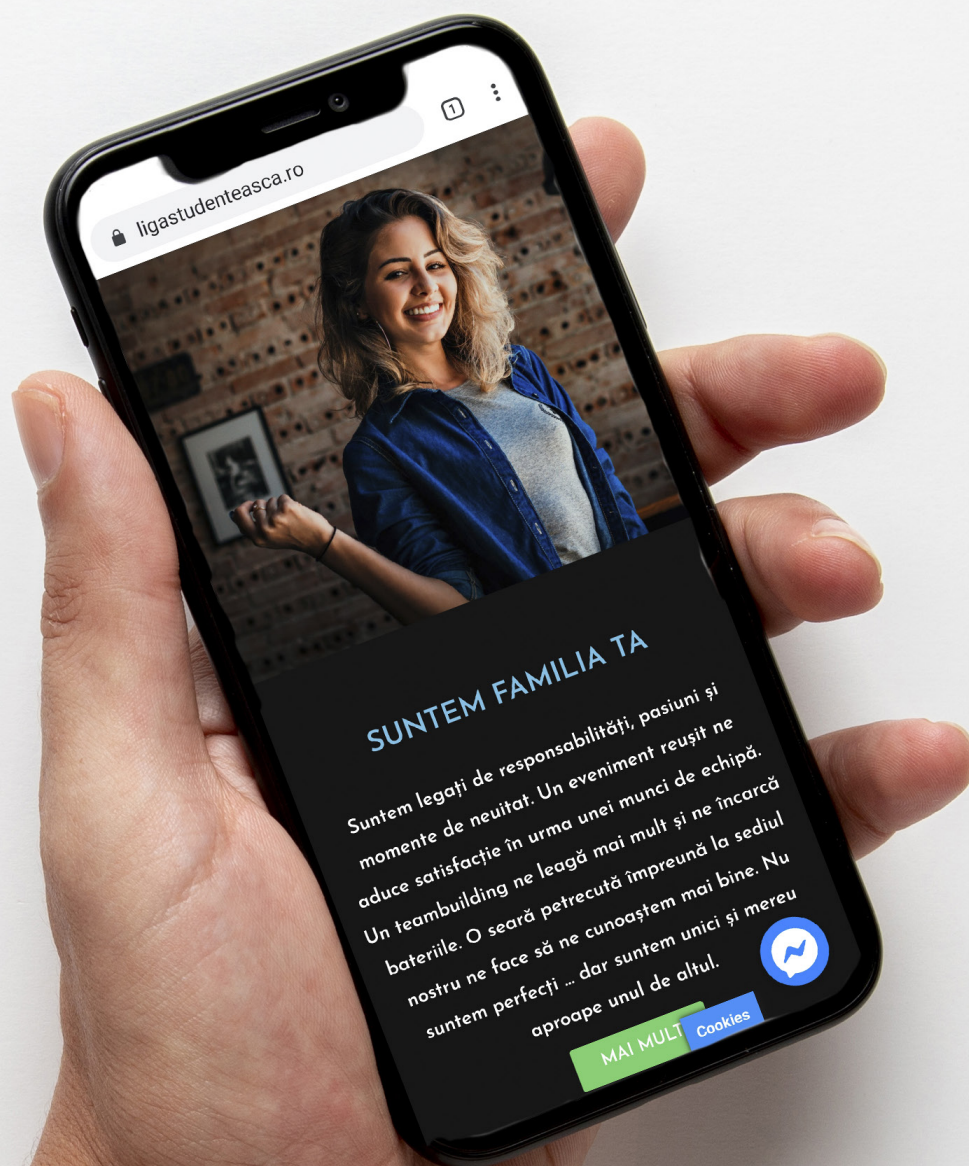 1
ligastudenteasca.ro
SUNTEM FAMILIA TA
Suntem legați de responsabilități, pasiuni și
momente de neuitat. Un eveniment reușit ne
aduce satisfacție în urma unei munci de echipă.
Un teambuilding ne leagă mai mult și ne încarcă
bateriile. O seară petrecută împreună la sediul
nostru ne face să ne cunoaștem mai bine. Nu
suntem perfecți ... dar suntem unici și mereu
aproape unul de altul.
MAI MULT
Cookies